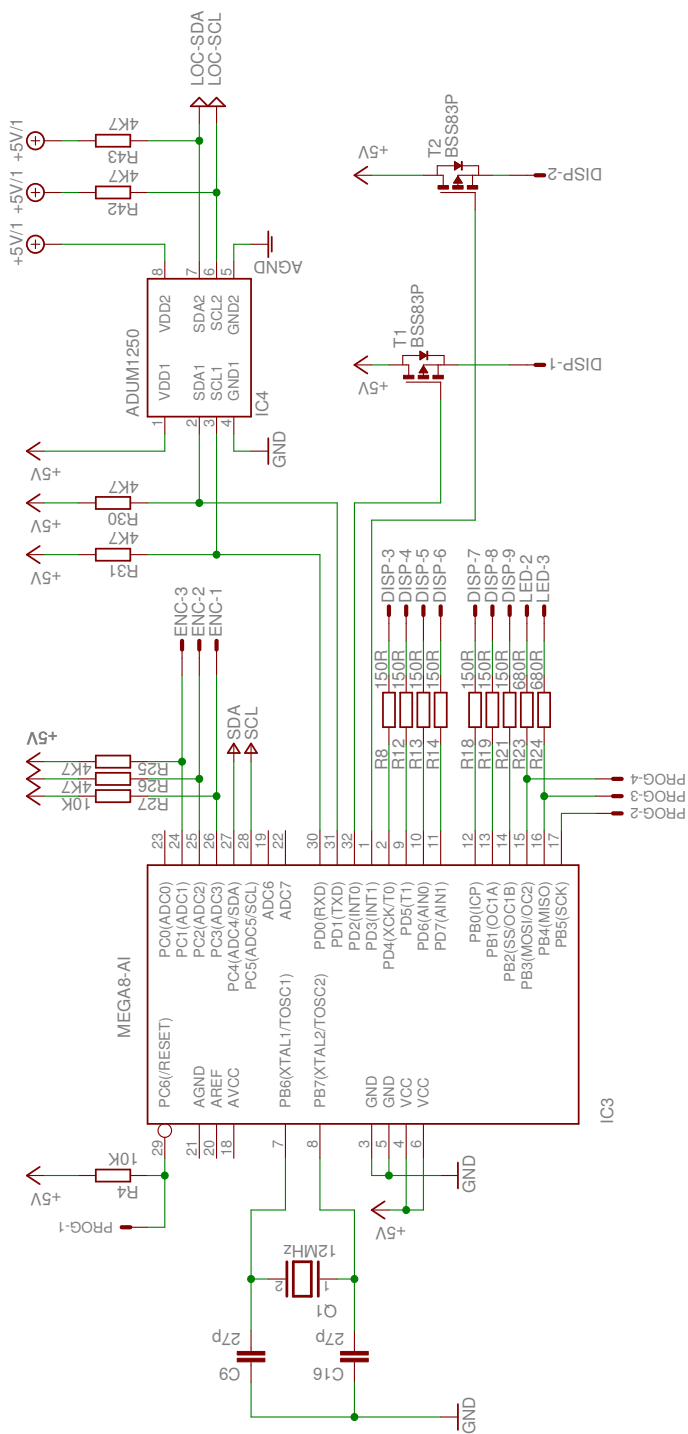 LOC-SDA
LOC-SCL
+5V/1
+5V/1
+5V/1
4K7
R43
4K7
R42
ADUM1250
IC4
8
7
6
5
VDD2
SDA2
SCL2
GND2
VDD1
SDA1
SCL1
GND1
1
2
3
4
AGND
GND
+5V
+5V
+5V
4K7
R30
4K7
R31
T2
BSS83P
+5V
DISP-2
T1
BSS83P
+5V
DISP-1
ENC-3
ENC-2
ENC-1
+5V
4K7
R25
4K7
R26
10K
R27
SDA
SCL
DISP-3
DISP-4
DISP-5
DISP-6
150R
150R
150R
150R
R8
R12
R13
R14
DISP-7
DISP-8
DISP-9
LED-2
LED-3
150R
150R
150R
680R
680R
R18
R19
R21
R23
R24
PROG-4
PROG-3
PROG-2
MEGA8-AI
IC3
23
24
25
26
27
28
19
22
30
31
32
1
2
9
10
11
12
13
14
15
16
17
PC0(ADC0)
PC1(ADC1)
PC2(ADC2)
PC3(ADC3)
PC4(ADC4/SDA)
PC5(ADC5/SCL)
ADC6
ADC7
PD0(RXD)
PD1(TXD)
PD2(INT0)
PD3(INT1)
PD4(XCK/T0)
PD5(T1)
PD6(AIN0)
PD7(AIN1)
PB0(ICP)
PB1(OC1A)
PB2(SS/OC1B)
PB3(MOSI/OC2)
PB4(MISO)
PB5(SCK)
PC6(/RESET)
AGND
AREF
AVCC
PB6(XTAL1/TOSC1)
PB7(XTAL2/TOSC2)
GND
GND
VCC
VCC
29
21
20
18
7
8
3
5
4
6
+5V
10K
R4
PROG-1
GND
+5V
12MHz
2
1
Q1
27p
C9
27p
C16
GND